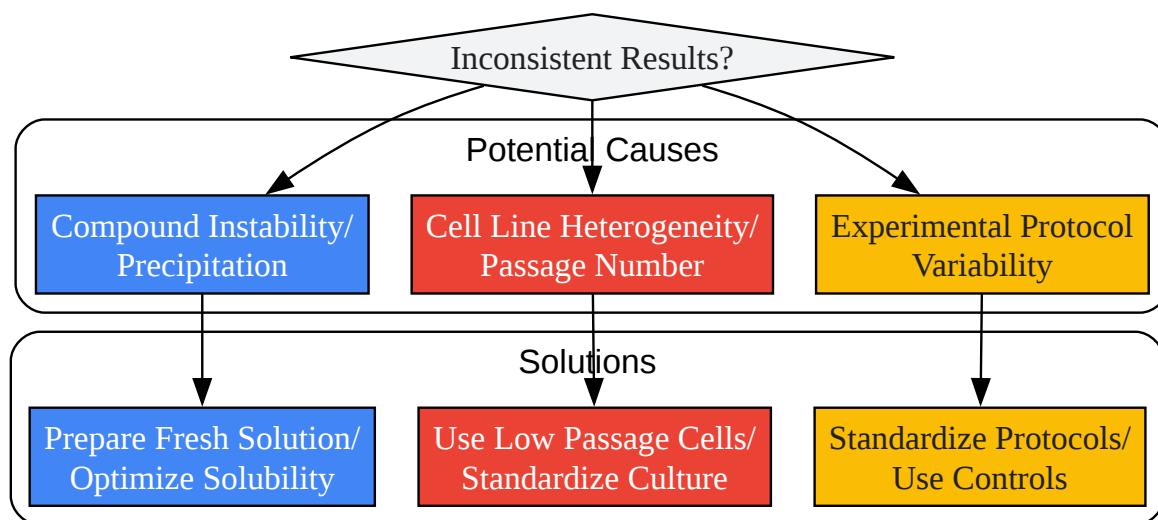 Inconsistent Results?
Potential Causes
Compound Instability/
Precipitation
Cell Line Heterogeneity/
Passage Number
Experimental Protocol
Variability
Solutions
Prepare Fresh Solution/
Optimize Solubility
Use Low Passage Cells/
Standardize Culture
Standardize Protocols/
Use Controls